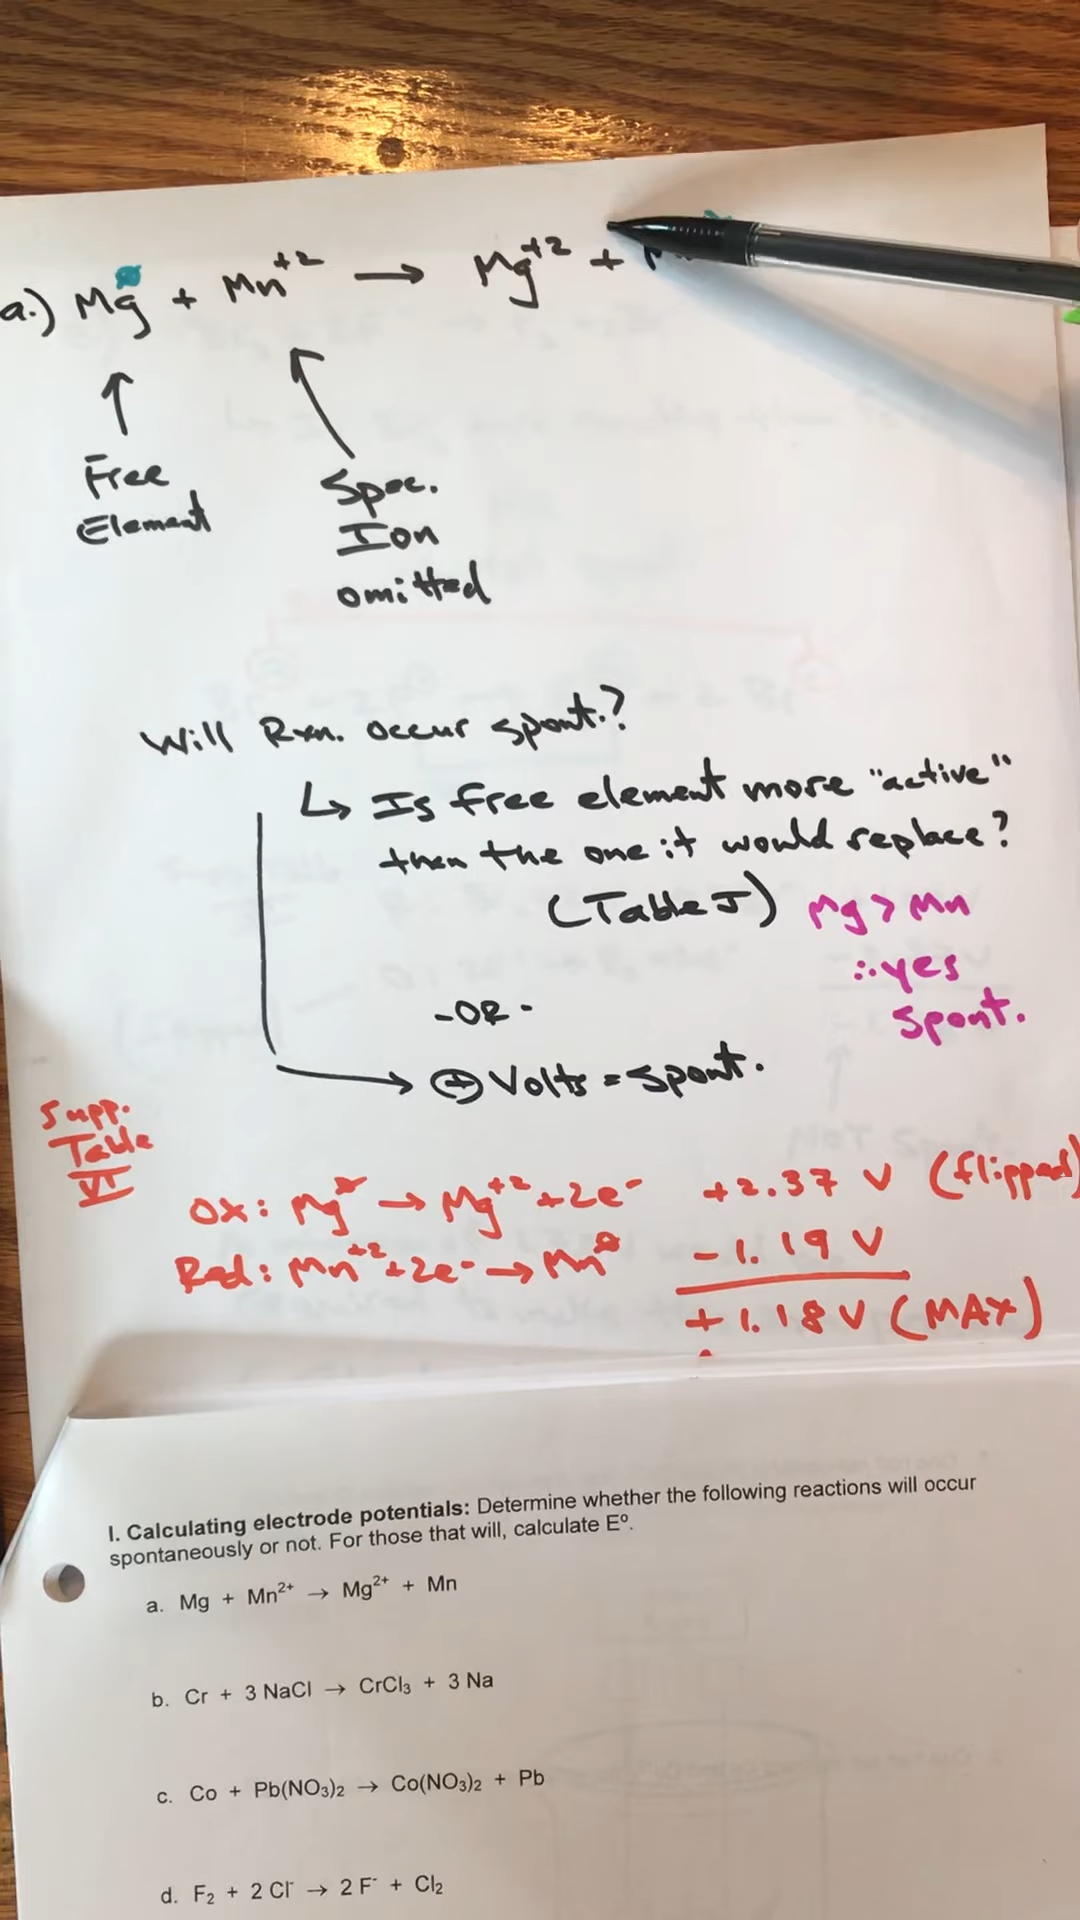 a.) Mg⁰ + Mn⁺² → Mg⁺² +
Free
Element
Spec.
Ion
omitted
Will Rxn. occur spont.?
↳ Is free element more "active"
then the one it would replace?
(Table J) Mg > Mn
∴ yes
spont.
-OR-
→ ⊕ Volts = spont.
Supp.
Table
VI
Ox: Mg⁰ → Mg⁺² + 2e⁻ +2.37 V (flipped)
Red: Mn⁺² + 2e⁻ → Mn⁰ -1.19 V
+1.18 V (MAX)
I. Calculating electrode potentials: Determine whether the following reactions will occur
spontaneously or not. For those that will, calculate Eº.
a. Mg + Mn²⁺ → Mg²⁺ + Mn
b. Cr + 3 NaCl → CrCl₃ + 3 Na
c. Co + Pb(NO₃)₂ → Co(NO₃)₂ + Pb
d. F₂ + 2 Cl⁻ → 2 F⁻ + Cl₂